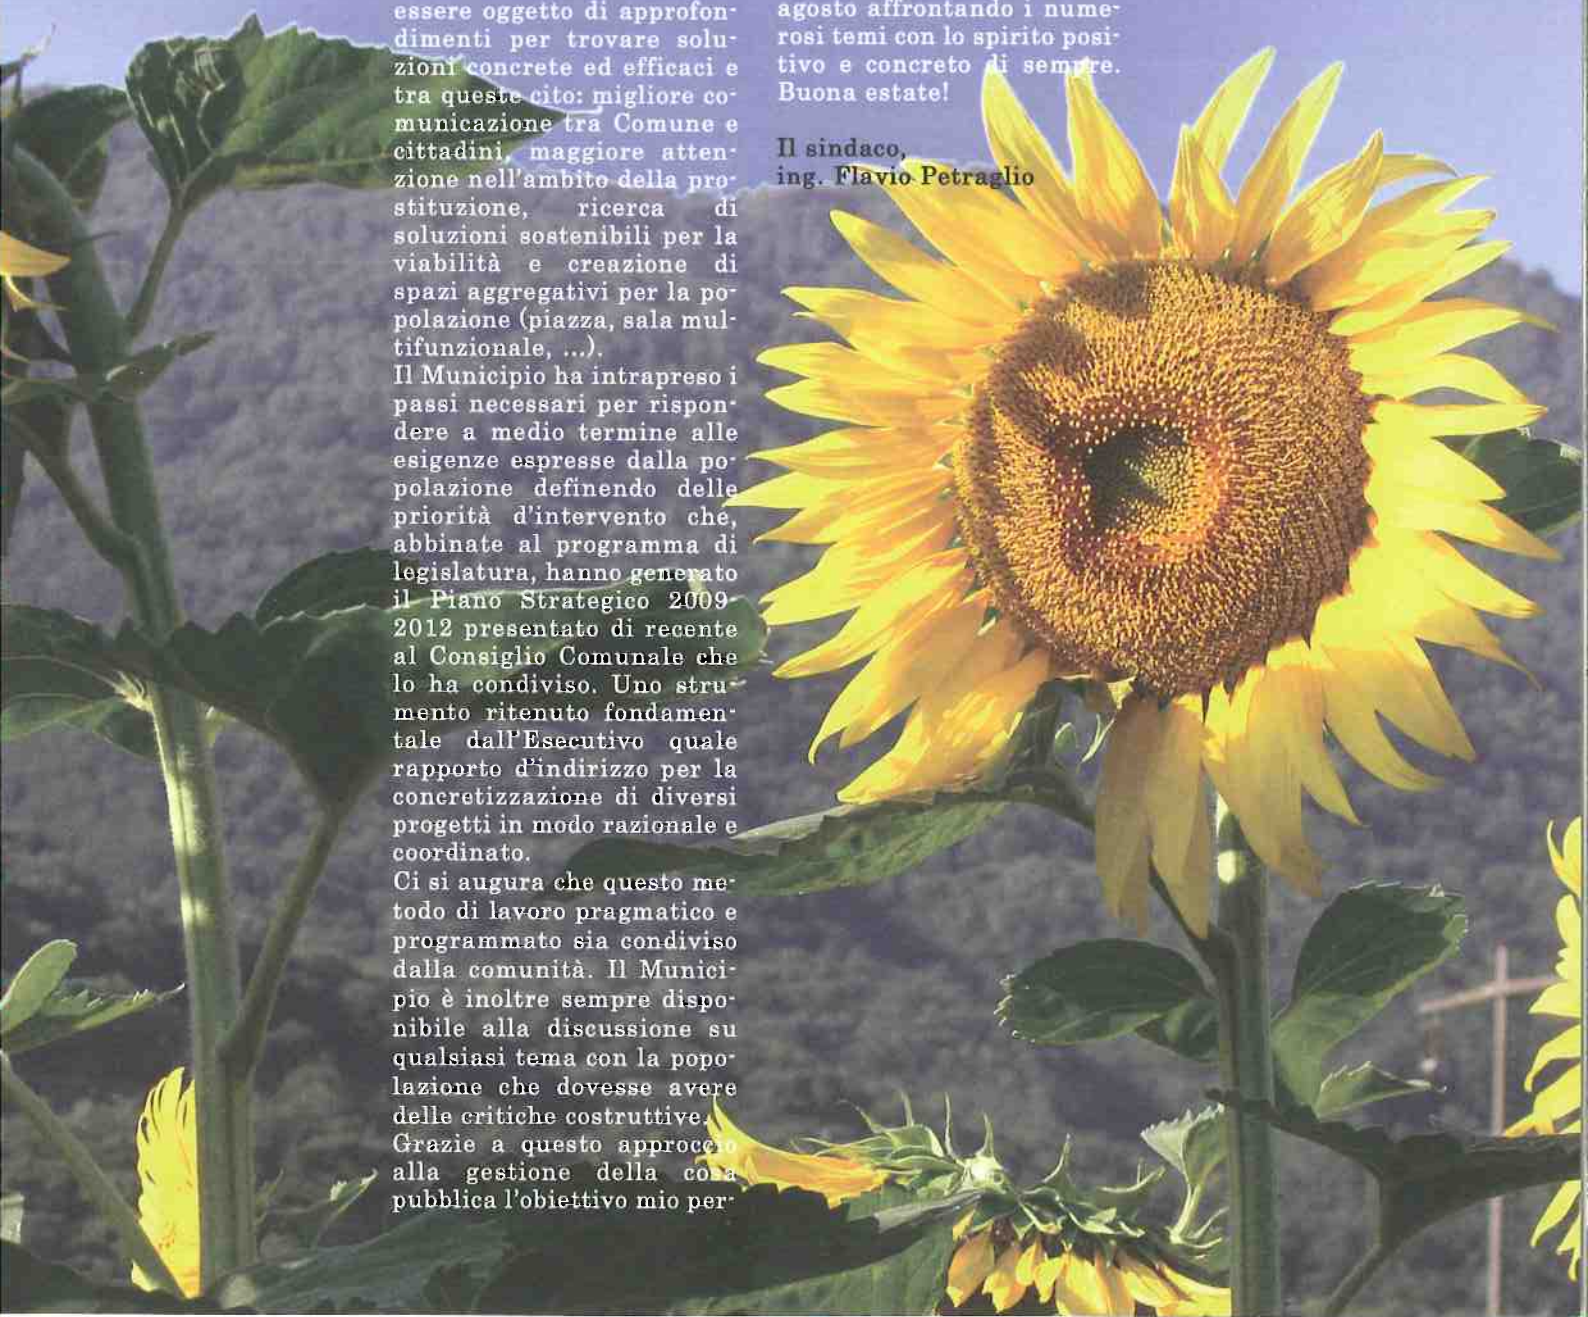 essere oggetto di approfon-
dimenti per trovare solu-
zioni concrete ed efficaci e
tra queste cito: migliore co-
municazione tra Comune e
cittadini, maggiore atten-
zione nell'ambito della pro-
stituzione, ricerca di
soluzioni sostenibili per la
viabilità e creazione di
spazi aggregativi per la po-
polazione (piazza, sala mul-
tifunzionale, ...).
Il Municipio ha intrapreso i
passi necessari per rispon-
dere a medio termine alle
esigenze espresse dalla po-
polazione definendo delle
priorità d'intervento che,
abbinate al programma di
legislatura, hanno generato
il Piano Strategico 2009-
2012 presentato di recente
al Consiglio Comunale che
lo ha condiviso. Uno stru-
mento ritenuto fondamen-
tale dall'Esecutivo quale
rapporto d'indirizzo per la
concretizzazione di diversi
progetti in modo razionale e
coordinato.
Ci si augura che questo me-
todo di lavoro pragmatico e
programmato sia condiviso
dalla comunità. Il Munici-
pio è inoltre sempre dispo-
nibile alla discussione su
qualsiasi tema con la popo-
lazione che dovesse avere
delle critiche costruttive.
Grazie a questo approccio
alla gestione della cosa
pubblica l'obiettivo mio per-
agosto affrontando i nume-
rosi temi con lo spirito posi-
tivo e concreto di sempre.
Buona estate!
Il sindaco,
ing. Flavio Petraglio